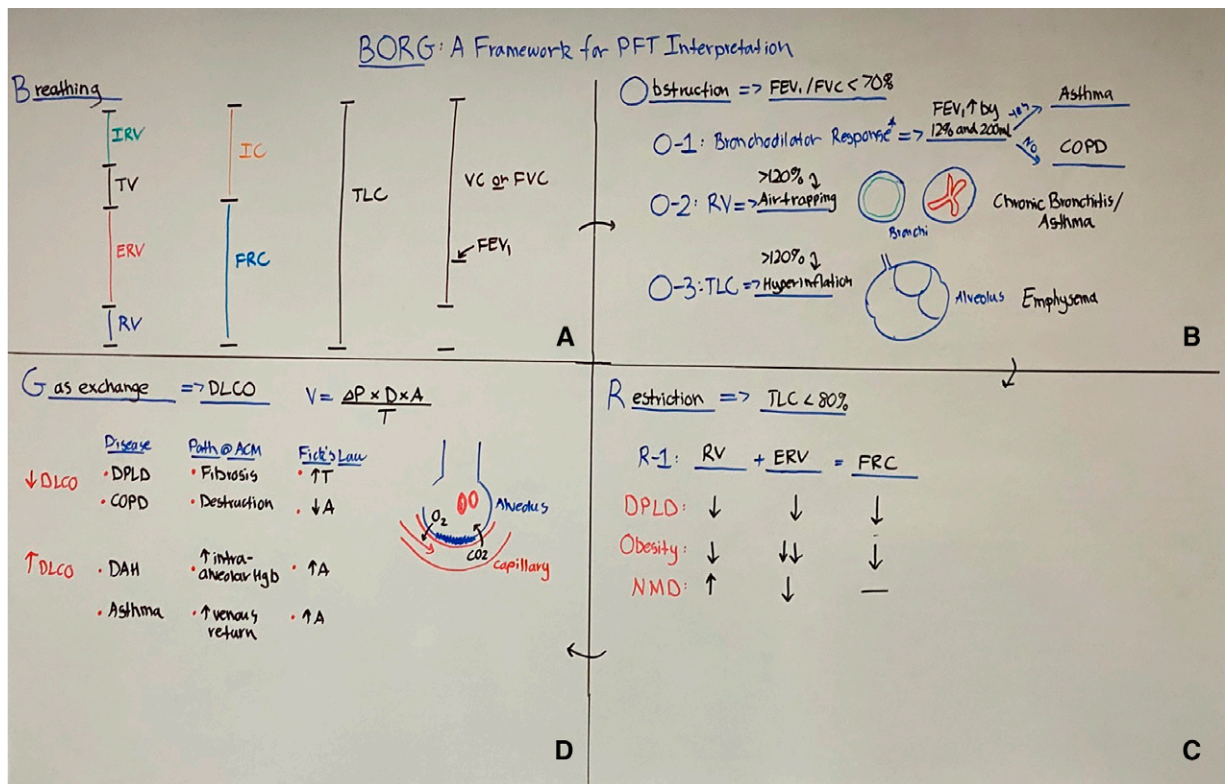 BORG: A Framework for PFT Interpretation
Breathing
IRV
TV
ERV
RV
IC
FRC
TLC
VC or FVC
FEV₁
A
Obstruction => FEV₁/FVC < 70%
O-1: Bronchodilator Response* => FEV₁ ↑ by 12% and 200mL
Yes
Asthma
No
COPD
O-2: RV => >120% Air-trapping
Bronchi
Chronic Bronchitis/
Asthma
O-3: TLC => >120% Hyperinflation
Alveolus
Emphysema
B
Restriction => TLC < 80%
R-1: RV + ERV = FRC
DPLD: ↓ ↓ ↓
Obesity: ↓ ↓↓ ↓
NMD: ↑ ↓ —
C
Gas exchange => DLCO
V = ΔP × D × A
T
Disease Path @ ACM Fick's Law
↓ DLCO • DPLD • Fibrosis • ↑T
• COPD • Destruction • ↓A
↑ DLCO • DAH • ↑ intra-alveolar Hgb • ↑A
• Asthma • ↑ venous return • ↑A
O₂
CO2
Alveolus
Capillary
D